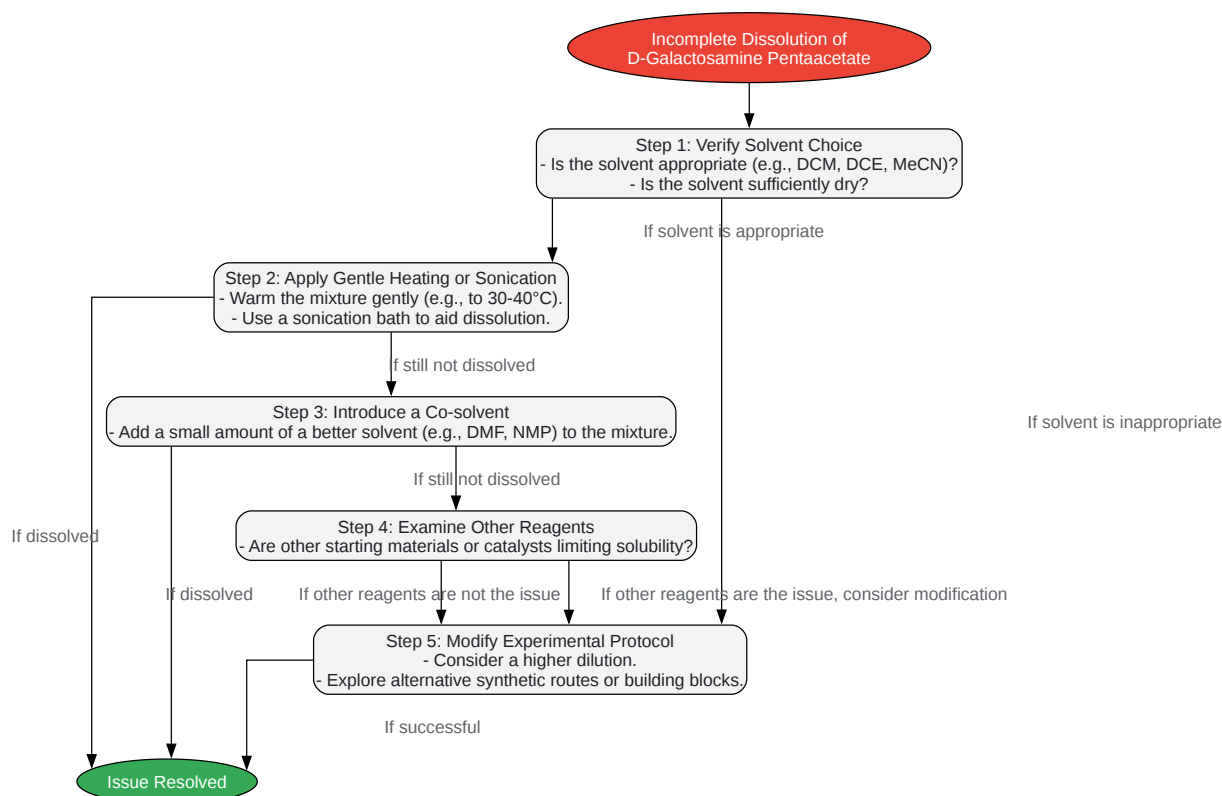 Incomplete Dissolution of
D-Galactosamine Pentaacetate
Step 1: Verify Solvent Choice
- Is the solvent appropriate (e.g., DCM, DCE, MeCN)?
- Is the solvent sufficiently dry?
If solvent is appropriate
Step 2: Apply Gentle Heating or Sonication
- Warm the mixture gently (e.g., to 30-40°C).
- Use a sonication bath to aid dissolution.
If still not dissolved
Step 3: Introduce a Co-solvent
- Add a small amount of a better solvent (e.g., DMF, NMP) to the mixture.
If solvent is inappropriate
If still not dissolved
Step 4: Examine Other Reagents
- Are other starting materials or catalysts limiting solubility?
If dissolved
If dissolved
If other reagents are not the issue
If other reagents are the issue, consider modification
Step 5: Modify Experimental Protocol
- Consider a higher dilution.
- Explore alternative synthetic routes or building blocks.
If successful
Issue Resolved